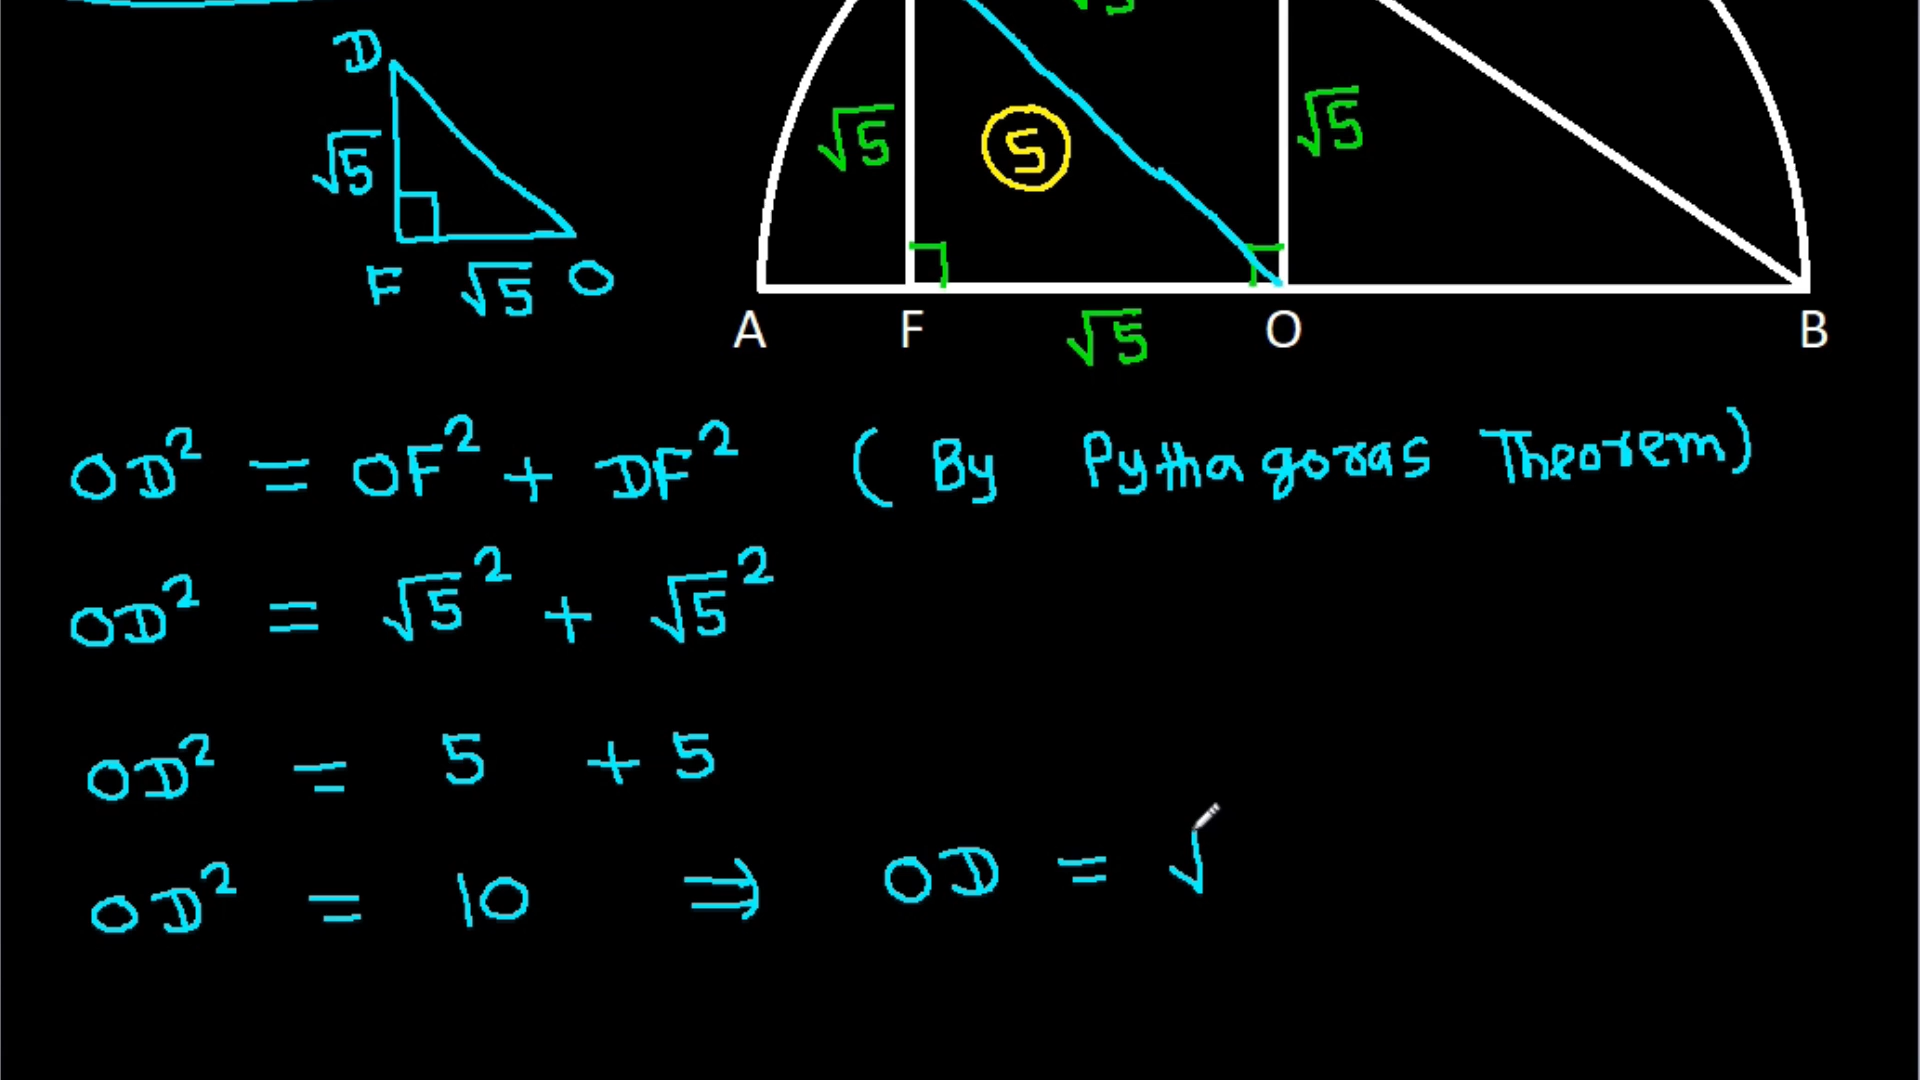 √5
D
√5
F √5 O
√5
5
√5
A F O B
√5
OD² = OF² + DF² (By Pythagoras Theorem)
OD² = √5² + √5²
OD² = 5 + 5
OD² = 10 ⇒ OD = √